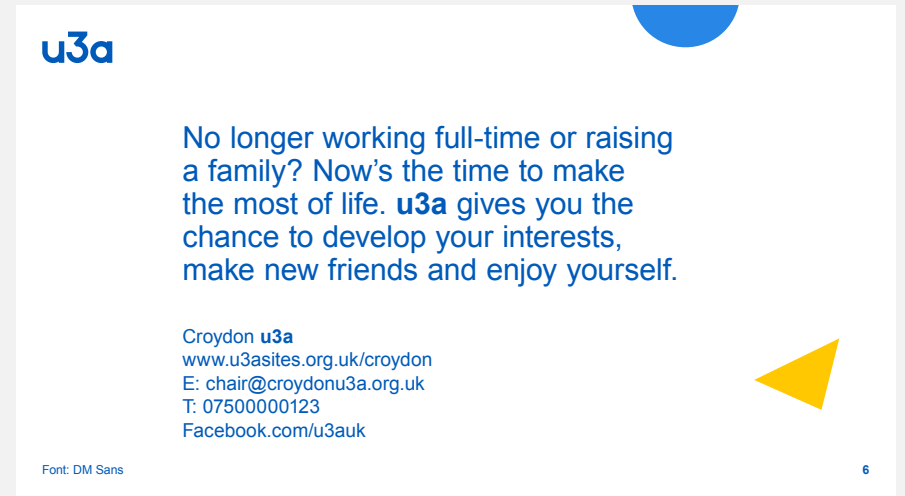 u3a
No longer working full-time or raising
a family? Now’s the time to make
the most of life. u3a gives you the
chance to develop your interests,
make new friends and enjoy yourself.
Croydon u3a
www.u3asites.org.uk/croydon
E: chair@croydonu3a.org.uk
T: 07500000123
Facebook.com/u3auk
Font: DM Sans
6